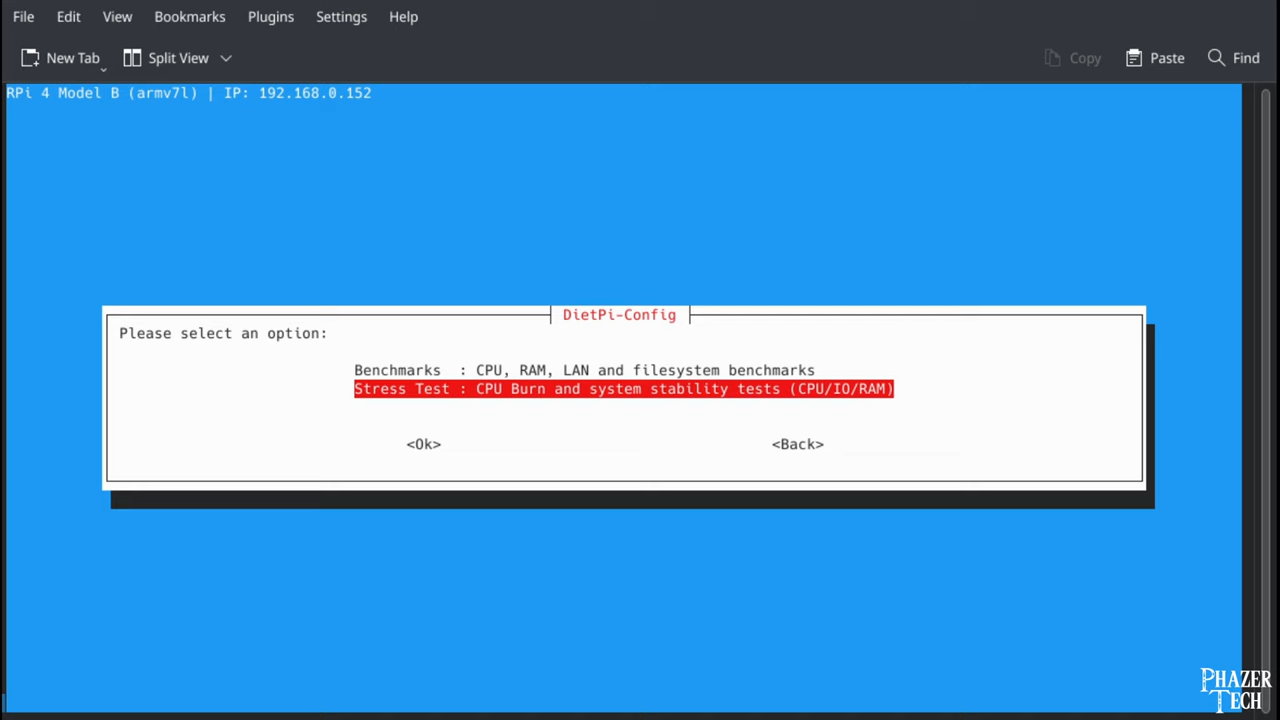 File Edit View Bookmarks Plugins Settings Help
New Tab Split View Copy Paste Find
RPi 4 Model B (armv7l) | IP: 192.168.0.152
DietPi-Config
Please select an option:
Benchmarks : CPU, RAM, LAN and filesystem benchmarks
Stress Test : CPU Burn and system stability tests (CPU/IO/RAM)
<Ok> <Back>
PHAZER
TECH